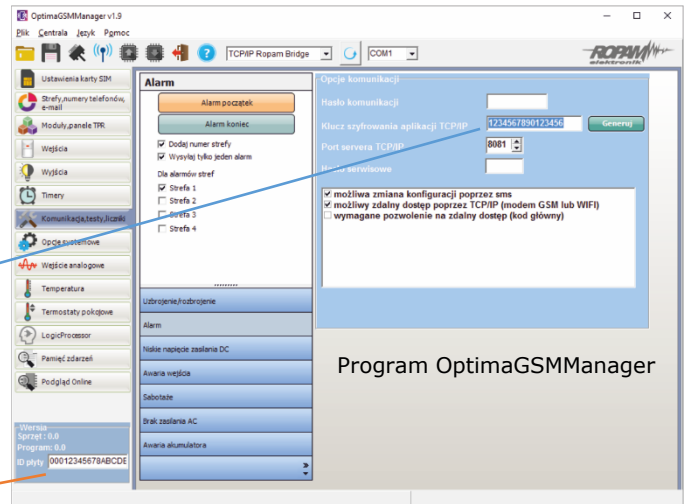 OptimaGSMManager v1.9
Plik Centrala Język Pomoc
TCP/IP Ropam Bridge
COM1
ROPAM
elektronik
Ustawienia karty SIM
Strefy,numery telefonów, e-mail
Moduły,panele TPR
Wejścia
Wyjścia
Timery
Komunikacja,testy,liczniki
Opcje systemowe
Wejście analogowe
Temperatura
Termostaty pokojowe
LogicProcessor
Pamięć zdarzeń
Podgląd Online
Wersja
Sprzęt : 0.0
Program: 0.0
ID płyty 00012345678ABCDE
Alarm
Alarm początek
Alarm koniec
Dodaj numer strefy
Wysyłaj tylko jeden alarm
Dla alarmów stref
Strefa 1
Strefa 2
Strefa 3
Strefa 4
Uzbrojenie/rozbrojenie
Alarm
Niskie napięcie zasilania DC
Awaria wejścia
Sabotaże
Brak zasilania AC
Awaria akumulatora
Opcje komunikacji
Hasło komunikacji
Klucz szyfrowania aplikacji TCP/IP 1234567890123456 Generuj
Port servera TCP/IP 8081
serwisowe
możliwa zmiana konfiguracji poprzez sms
możliwy zdalny dostęp poprzez TCP/IP (modem GSM lub WIFI)
wymagane pozwolenie na zdalny dostęp (kod główny)
Program OptimaGSMManager